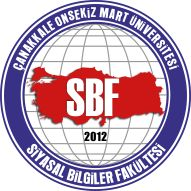 ÇANAKKALE ONSEKİZ MART ÜNİVERSİTESİ
SBF
2012
SİYASAL BİLGİLER FAKÜLTESİ